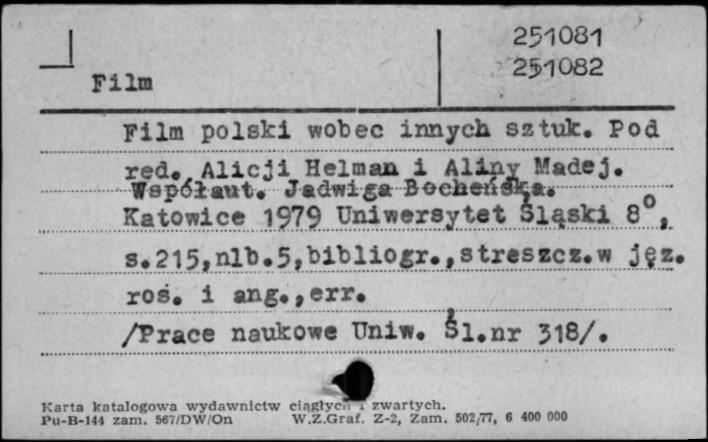 251081
251082
Film
Film polski wobec innych sztuk. Pod
red. Alicji Helman i Aliny Madej.
Współaut. Jadwiga Bocheńska.
Katowice 1979 Uniwersytet Śląski 8°,
s.215,nlb.5,bibliogr.,streszcz.w jęz.
roś. i ang.,err.
/Prace naukowe Uniw. Śl.nr 318/.
Karta katalogowa wydawnictw ciągłych i zwartych.
Pu-B-144 zam. 567/DW/On W.Z.Graf. Z-2, Zam. 502/77, 6 400 000